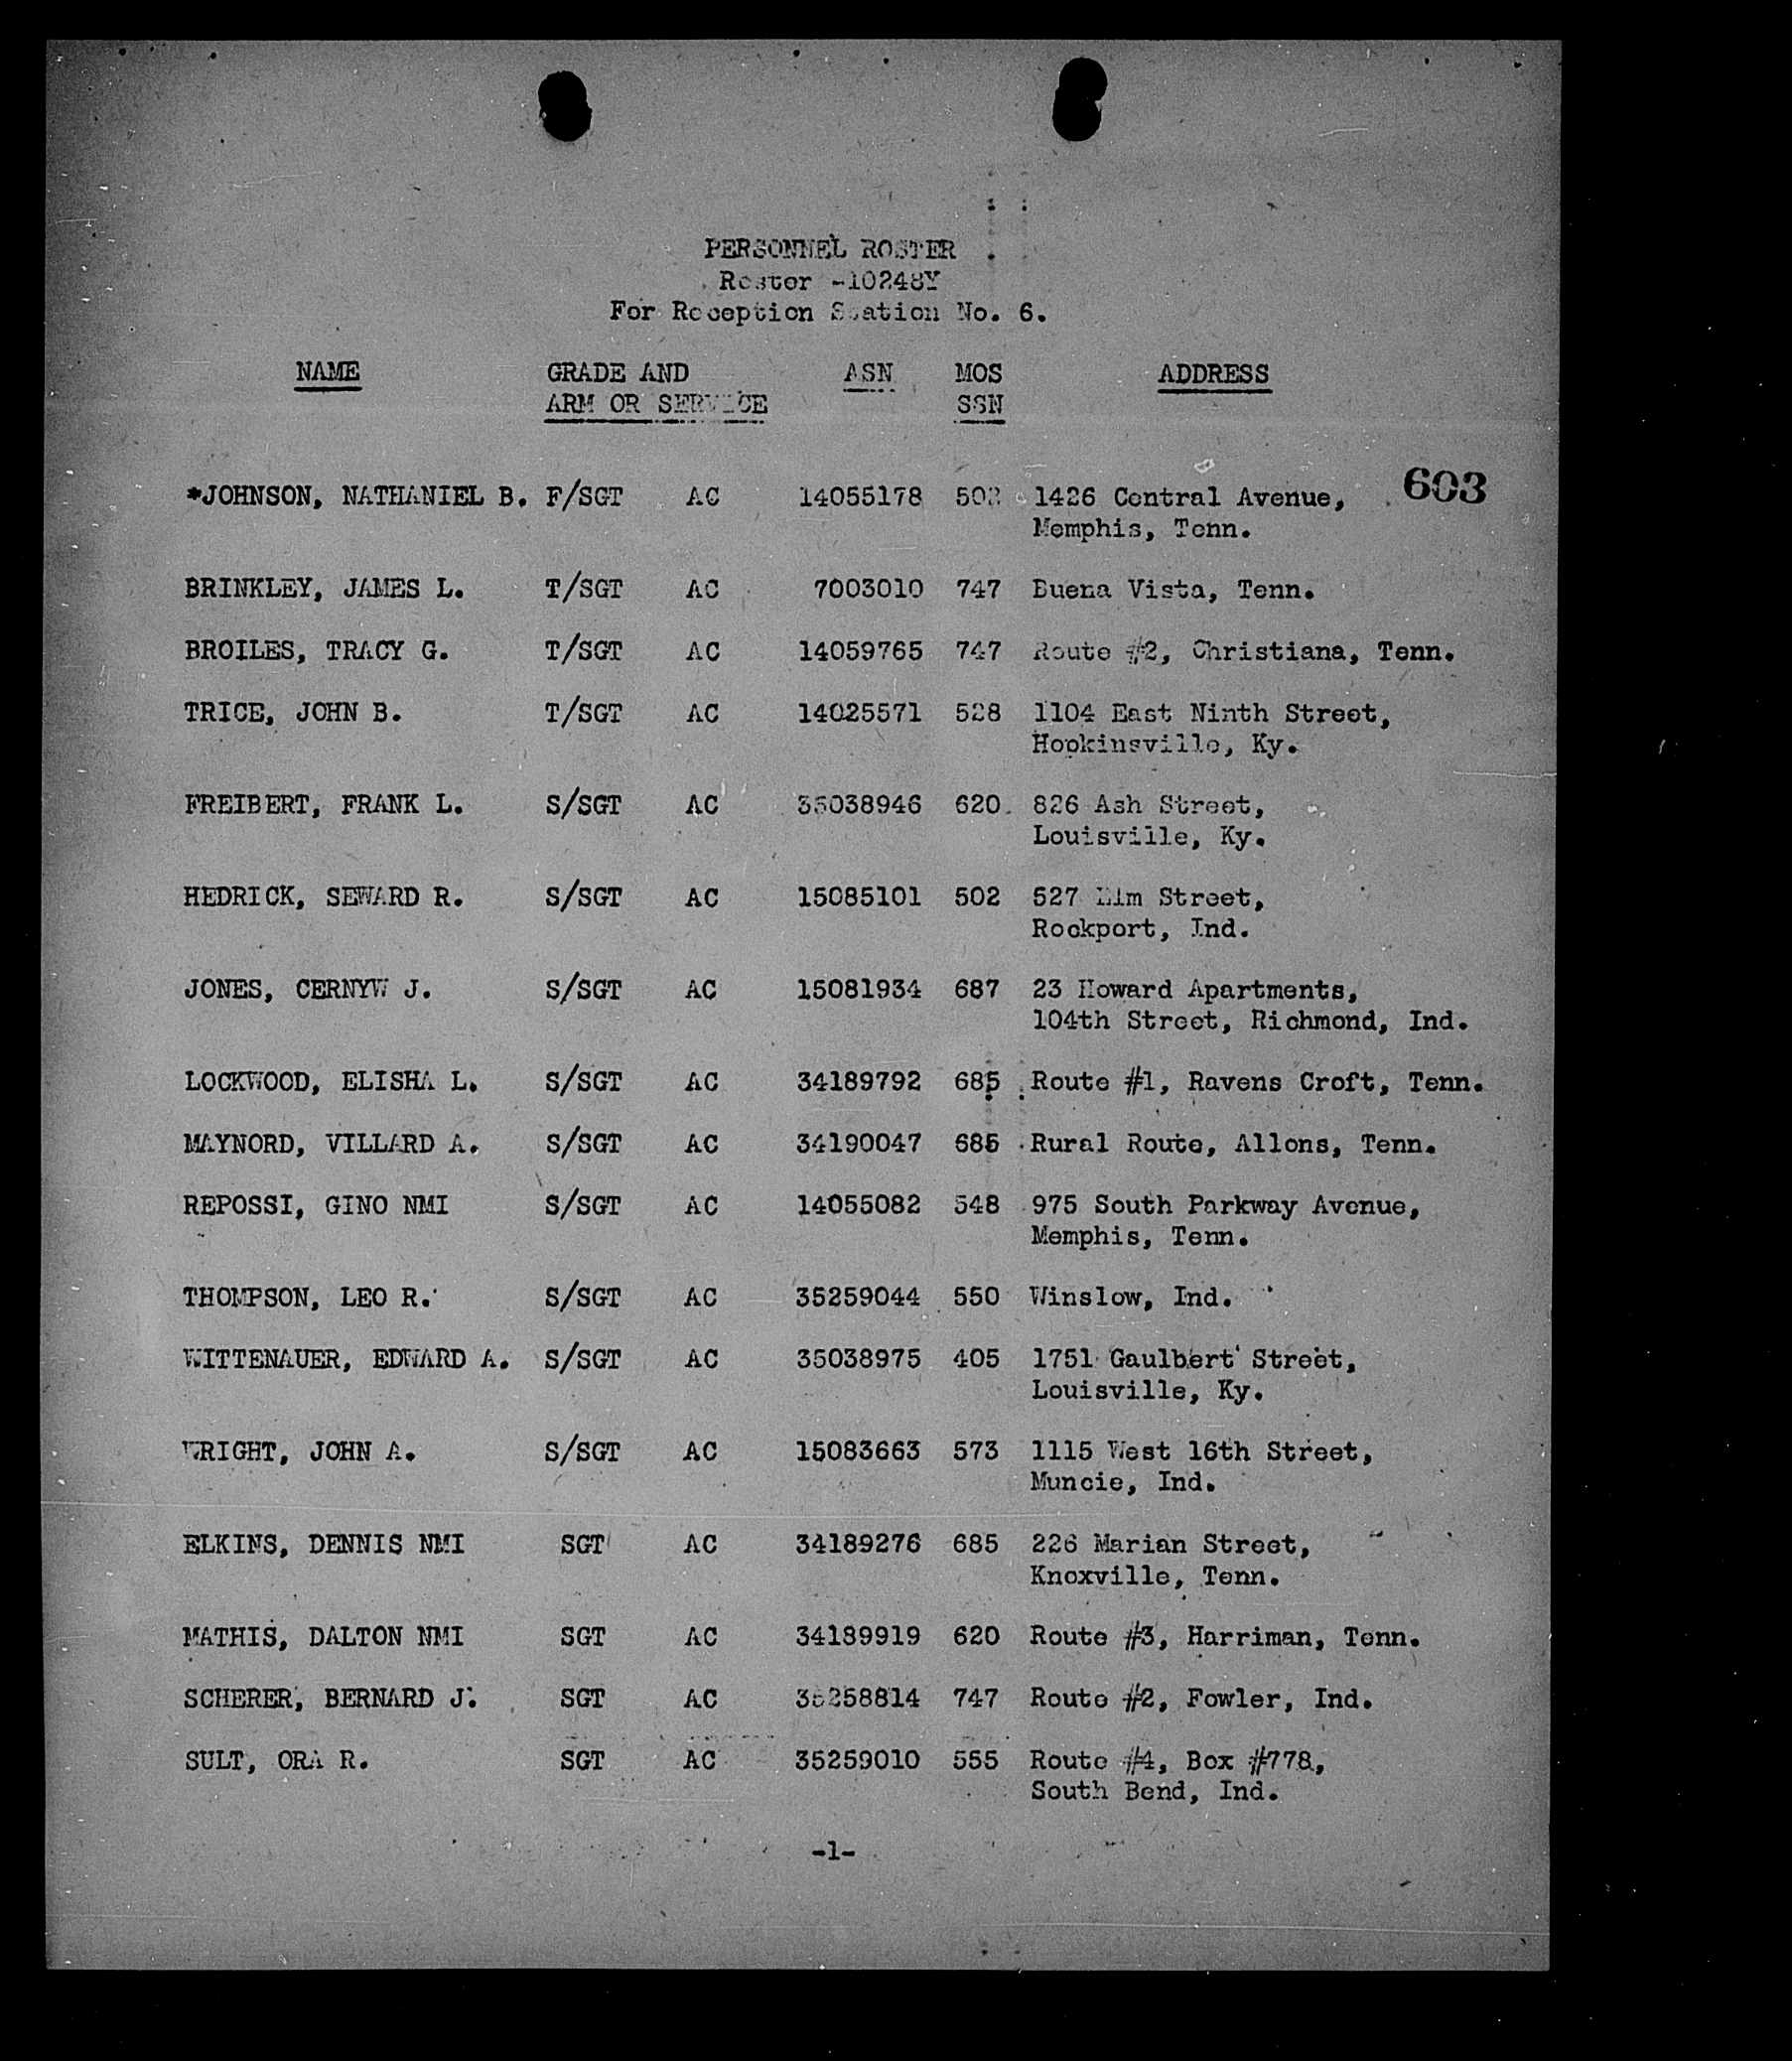 PERSONNEL ROSTER
Roster -10248Y
For Reception Station No. 6.
NAME GRADE AND ASN MOS ADDRESS
ARM OR SERVICE SSN
603
*JOHNSON, NATHANIEL B. F/SGT AC 14055178 502 1426 Central Avenue,
Memphis, Tenn.
BRINKLEY, JAMES L. T/SGT AC 7003010 747 Buena Vista, Tenn.
BROILES, TRACY G. T/SGT AC 14059765 747 Route #2, Christiana, Tenn.
TRICE, JOHN B. T/SGT AC 14025571 528 1104 East Ninth Street,
Hopkinsville, Ky.
FREIBERT, FRANK L. S/SGT AC 35038946 620 826 Ash Street,
Louisville, Ky.
HEDRICK, SEWARD R. S/SGT AC 15085101 502 527 Elm Street,
Rockport, Ind.
JONES, CERNYW J. S/SGT AC 15081934 687 23 Howard Apartments,
104th Street, Richmond, Ind.
LOCKWOOD, ELISHA L. S/SGT AC 34189792 685 Route #1, Ravens Croft, Tenn.
MAYNORD, VILLARD A. S/SGT AC 34190047 685 Rural Route, Allons, Tenn.
REPOSSI, GINO NMI S/SGT AC 14055082 548 975 South Parkway Avenue,
Memphis, Tenn.
THOMPSON, LEO R. S/SGT AC 35259044 550 Winslow, Ind.
WITTENAUER, EDWARD A. S/SGT AC 35038975 405 1751 Gaulbert Street,
Louisville, Ky.
WRIGHT, JOHN A. S/SGT AC 15083663 573 1115 West 16th Street,
Muncie, Ind.
ELKINS, DENNIS NMI SGT AC 34189276 685 226 Marian Street,
Knoxville, Tenn.
MATHIS, DALTON NMI SGT AC 34189919 620 Route #3, Harriman, Tenn.
SCHERER, BERNARD J. SGT AC 35258814 747 Route #2, Fowler, Ind.
SULT, ORA R. SGT AC 35259010 555 Route #4, Box #778,
South Bend, Ind.
-1-